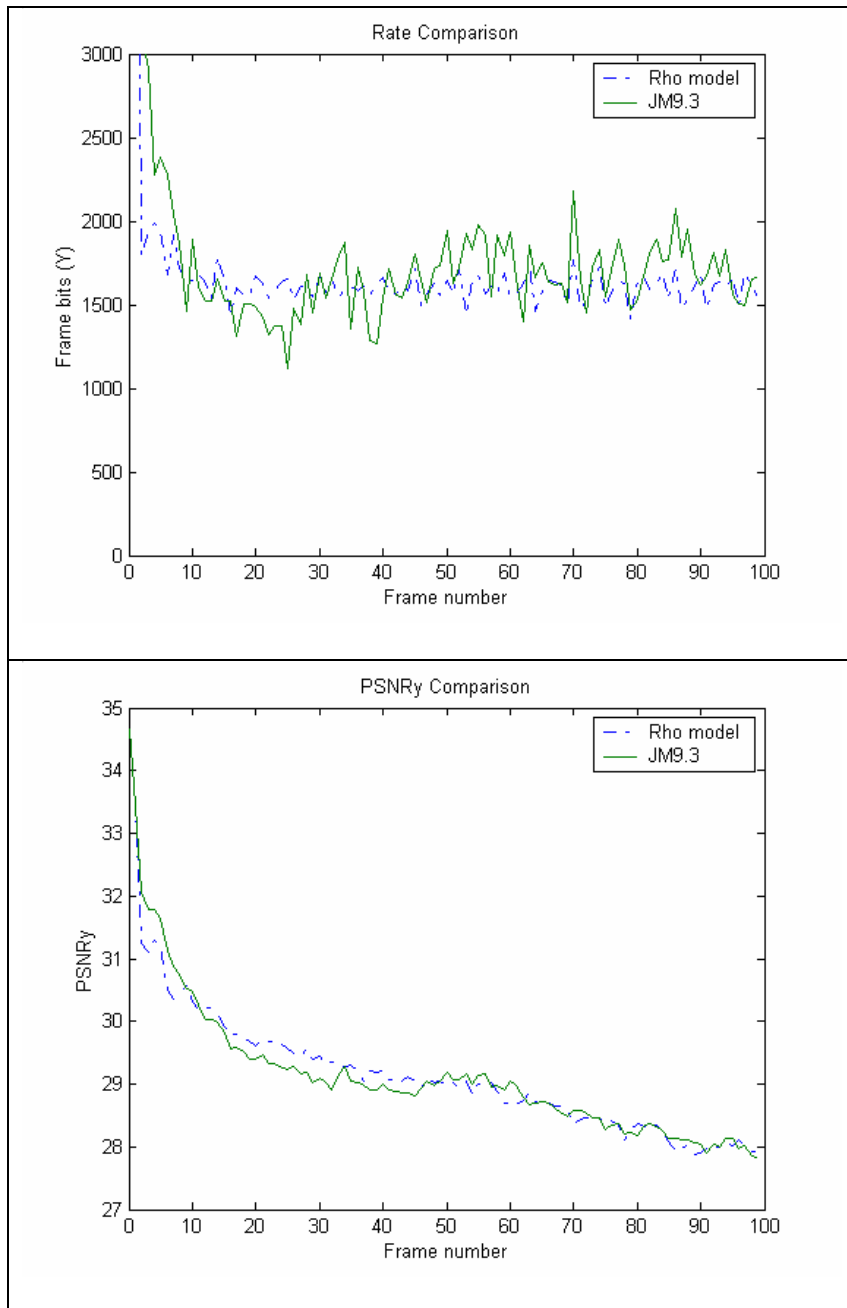 Rate Comparison
3000
2500
2000
1500
1000
500
0
Frame bits (Y)
Rho model
JM9.3
0 10 20 30 40 50 60 70 80 90 100
Frame number
PSNRy Comparison
35
34
33
32
31
30
29
28
27
PSNRy
Rho model
JM9.3
0 10 20 30 40 50 60 70 80 90 100
Frame number